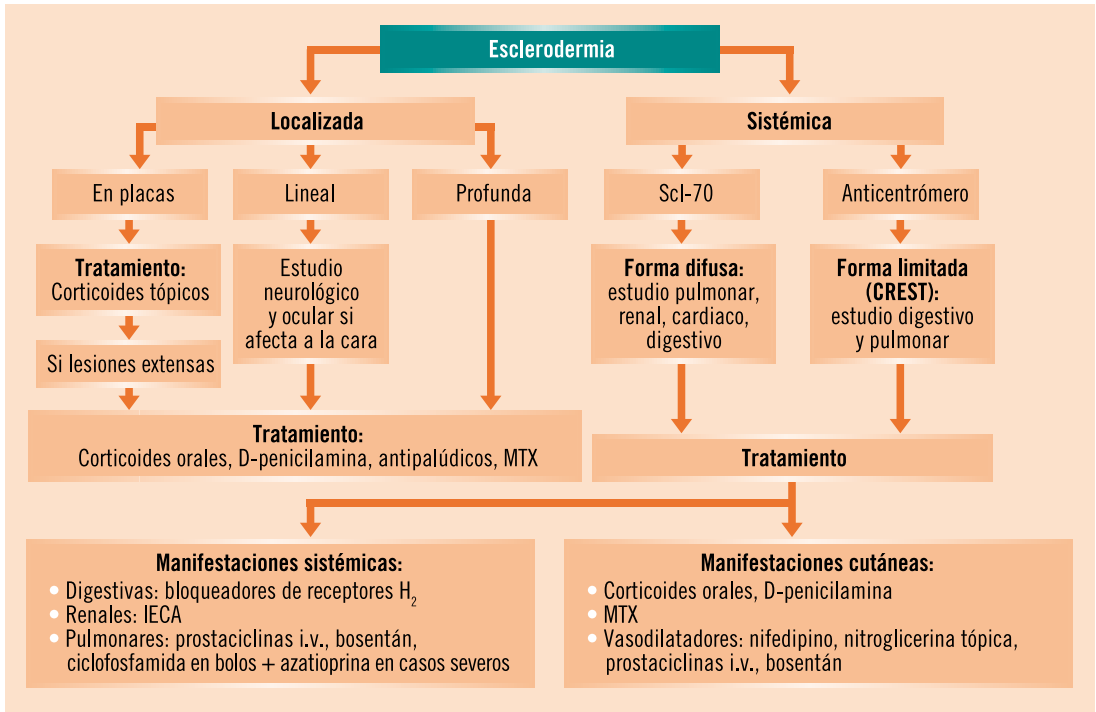 Esclerodermia
Localizada
Sistémica
En placas
Lineal
Profunda
Scl-70
Anticentrómero
Tratamiento:
Corticoides tópicos
Si lesiones extensas
Estudio
neurológico
y ocular si
afecta a la cara
Forma difusa:
estudio pulmonar,
renal, cardiaco,
digestivo
Forma limitada
(CREST):
estudio digestivo
y pulmonar
Tratamiento:
Corticoides orales, D-penicilamina, antipalúdicos, MTX
Tratamiento
Manifestaciones sistémicas:
• Digestivas: bloqueadores de receptores H₂
• Renales: IECA
• Pulmonares: prostaciclinas i.v., bosentán,
ciclofosfamida en bolos + azatioprina en casos severos
Manifestaciones cutáneas:
• Corticoides orales, D-penicilamina
• MTX
• Vasodilatadores: nifedipino, nitroglicerina tópica,
prostaciclinas i.v., bosentán